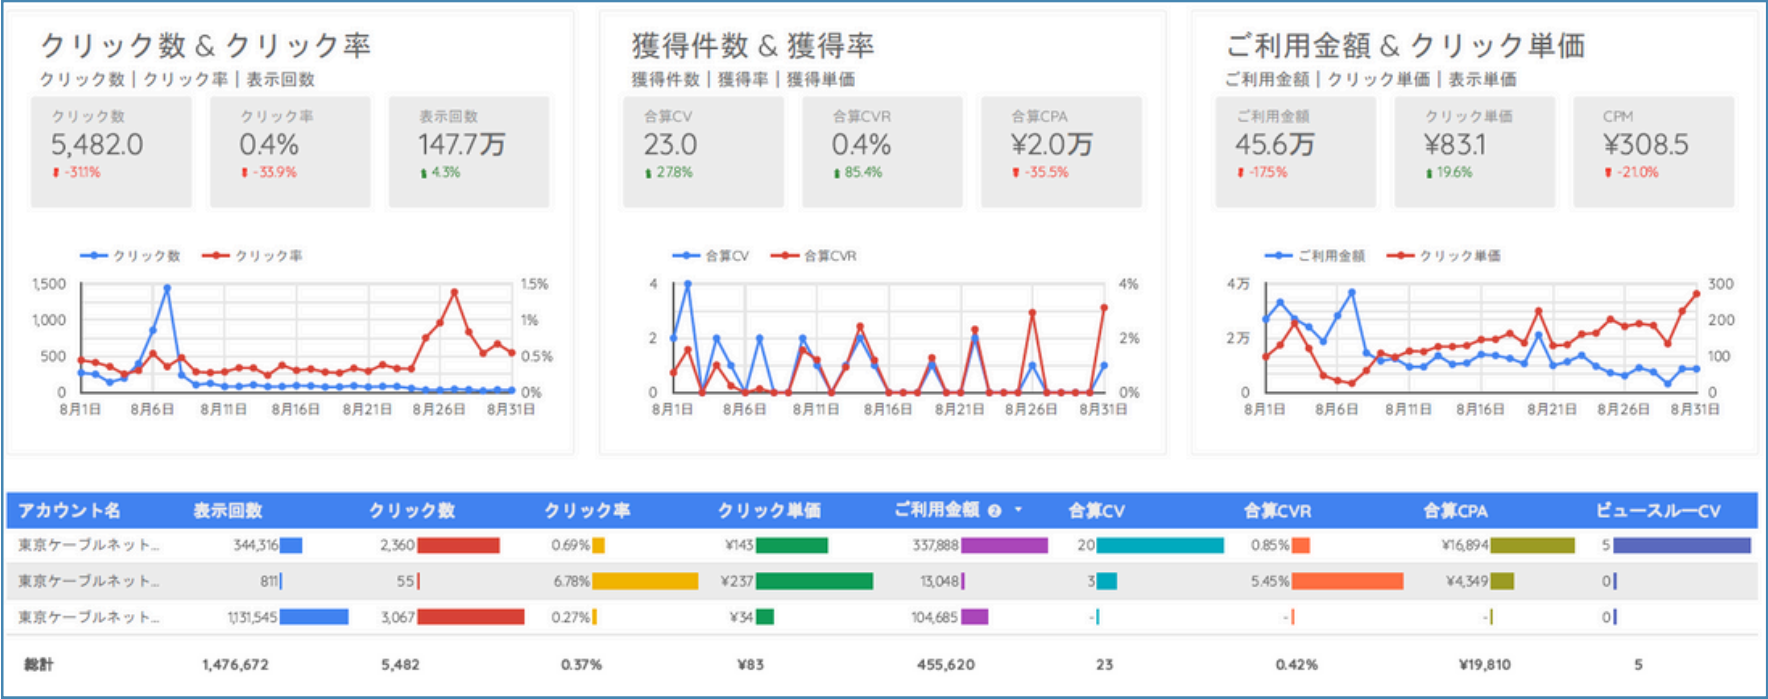 クリック数 & クリック率
クリック数 | クリック率 | 表示回数
クリック数
5,482.0
-31.1%
クリック率
0.4%
-33.9%
表示回数
147.7万
4.3%
クリック数 クリック率
1,500
1,000
500
0
1.5%
1%
0.5%
0%
8月1日 8月6日 8月11日 8月16日 8月21日 8月26日 8月31日
獲得件数 & 獲得率
獲得件数 | 獲得率 | 獲得単価
合算CV
23.0
27.8%
合算CVR
0.4%
85.4%
合算CPA
¥2.0万
-35.5%
合算CV 合算CVR
4
2
0
4%
2%
0%
8月1日 8月6日 8月11日 8月16日 8月21日 8月26日 8月31日
ご利用金額 & クリック単価
ご利用金額 | クリック単価 | 表示単価
ご利用金額
45.6万
-17.5%
クリック単価
¥83.1
19.6%
CPM
¥308.5
-21.0%
ご利用金額 クリック単価
4万
2万
0
300
200
100
0
8月1日 8月6日 8月11日 8月16日 8月21日 8月26日 8月31日
アカウント名 表示回数 クリック数 クリック率 クリック単価 ご利用金額 合算CV 合算CVR 合算CPA ビュースルーCV
東京ケーブルネット... 344,316 2,360 0.69% ¥143 337,888 20 0.85% ¥16,894 5
東京ケーブルネット... 811 55 6.78% ¥237 13,048 3 5.45% ¥4,349 0
東京ケーブルネット... 1,131,545 3,067 0.27% ¥34 104,685 - - - 0
総計 1,476,672 5,482 0.37% ¥83 455,620 23 0.42% ¥19,810 5